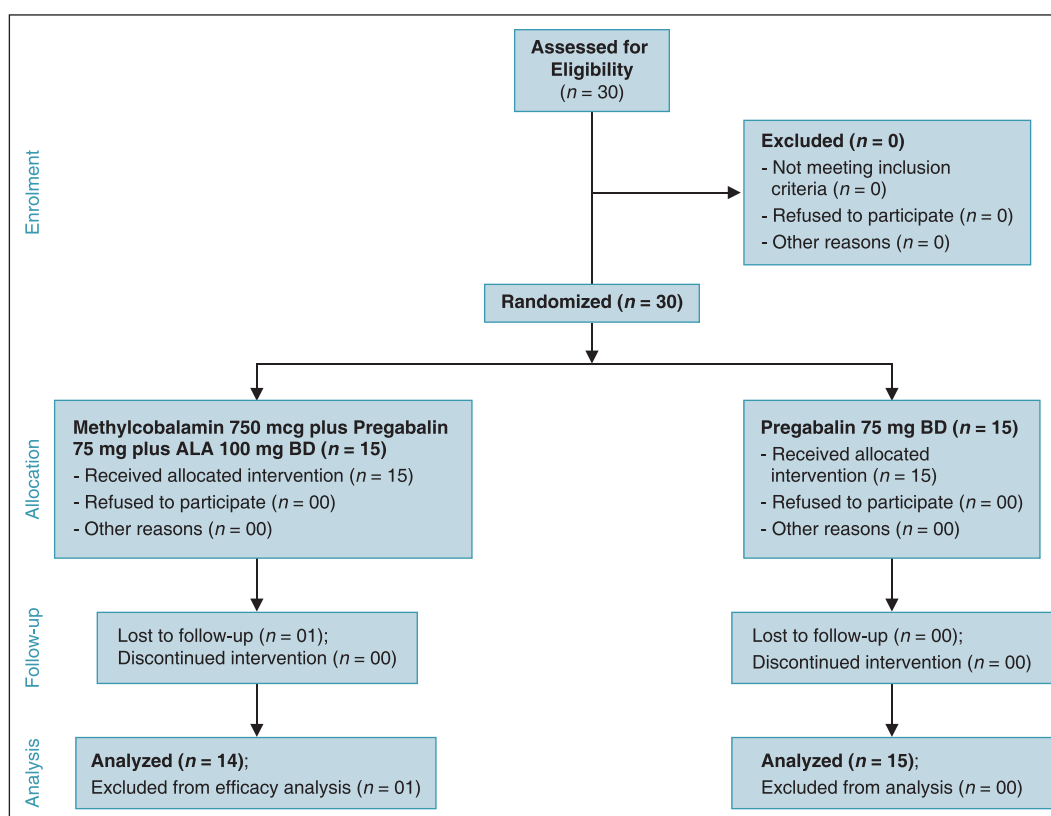 Assessed for
Eligibility
(n = 30)
Enrolment
Excluded (n = 0)
- Not meeting inclusion
criteria (n = 0)
- Refused to participate (n = 0)
- Other reasons (n = 0)
Randomized (n = 30)
Allocation
Methylcobalamin 750 mcg plus Pregabalin
75 mg plus ALA 100 mg BD (n = 15)
- Received allocated intervention (n = 15)
- Refused to participate (n = 00)
- Other reasons (n = 00)
Pregabalin 75 mg BD (n = 15)
- Received allocated
intervention (n = 15)
- Refused to participate (n = 00)
- Other reasons (n = 00)
Follow-up
Lost to follow-up (n = 01);
Discontinued intervention (n = 00)
Lost to follow-up (n = 00);
Discontinued intervention (n = 00)
Analysis
Analyzed (n = 14);
Excluded from efficacy analysis (n = 01)
Analyzed (n = 15);
Excluded from analysis (n = 00)